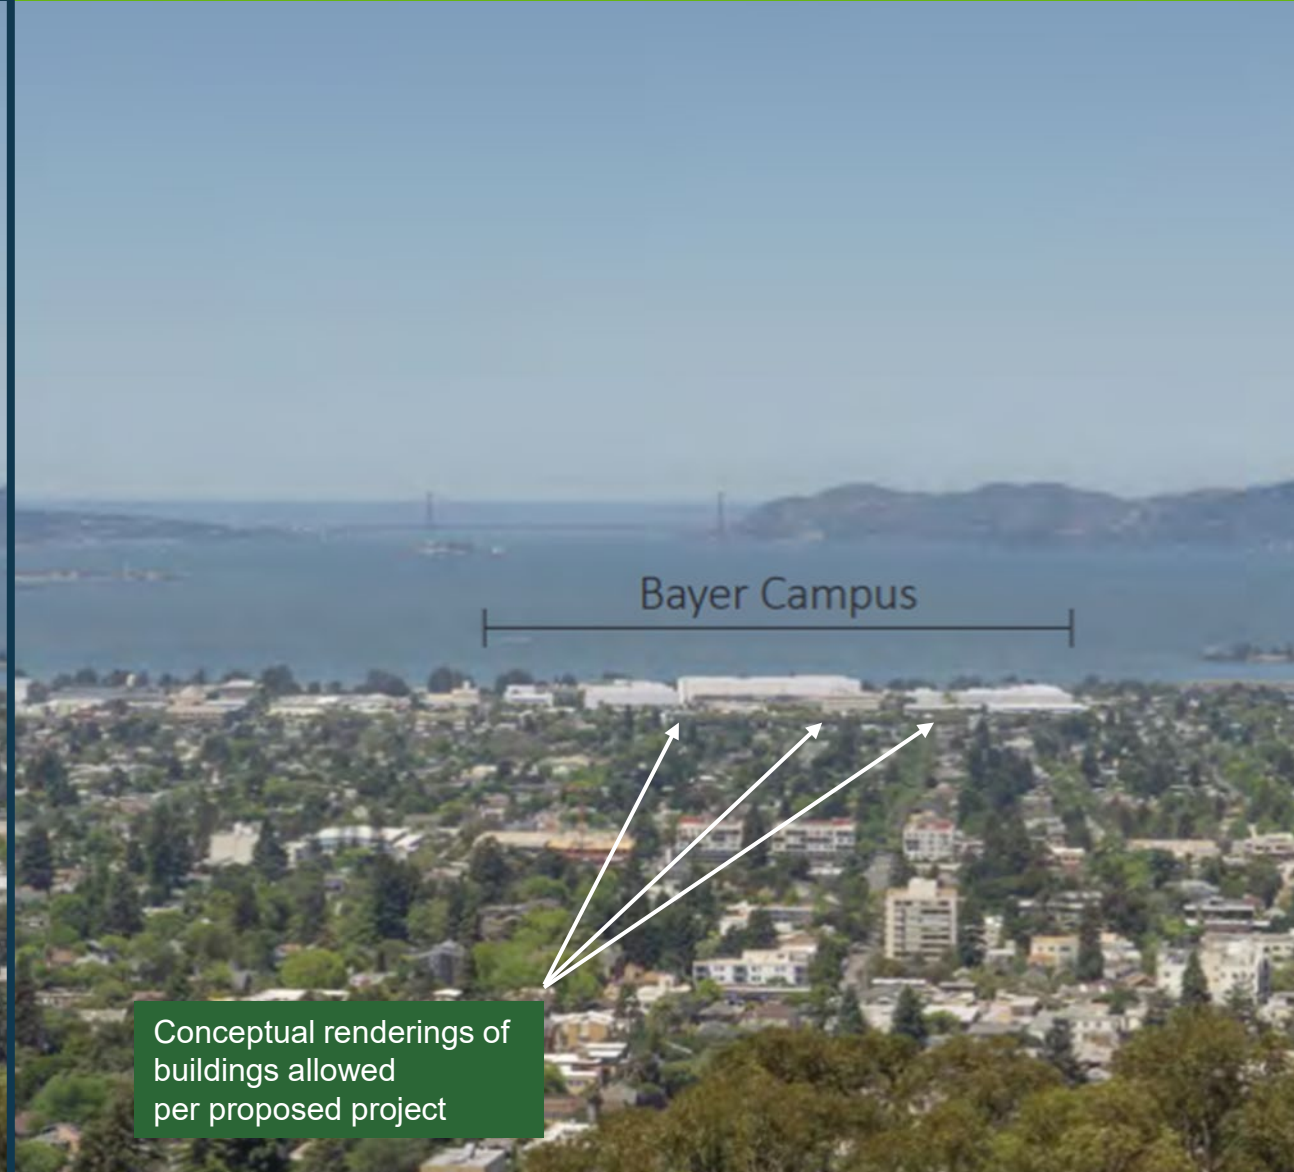 Bayer Campus
Conceptual renderings of
buildings allowed
per proposed project